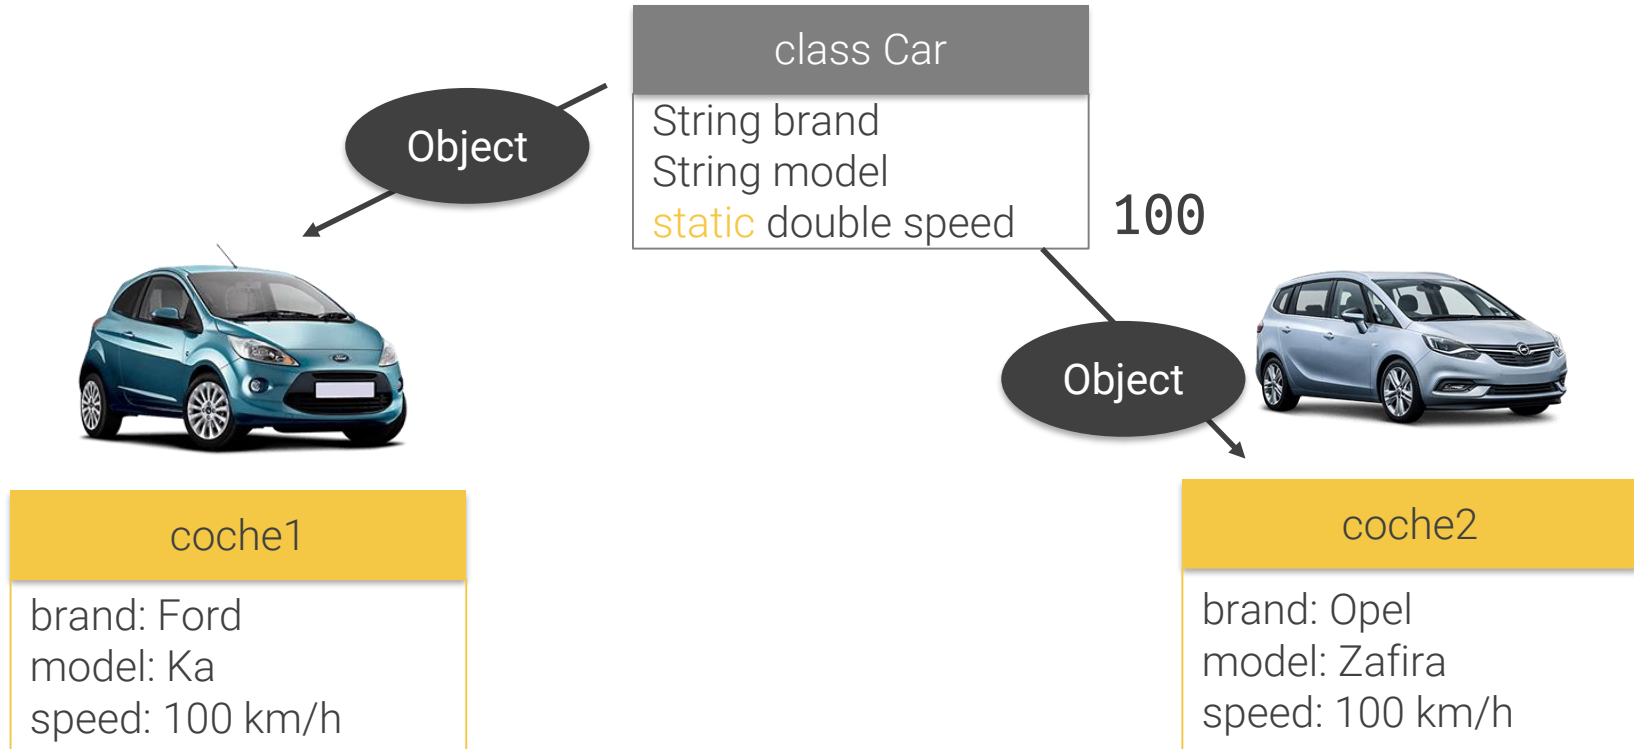 class Car
String brand
String model
static double speed
100
Object
Object
coche1
brand: Ford
model: Ka
speed: 100 km/h
coche2
brand: Opel
model: Zafira
speed: 100 km/h